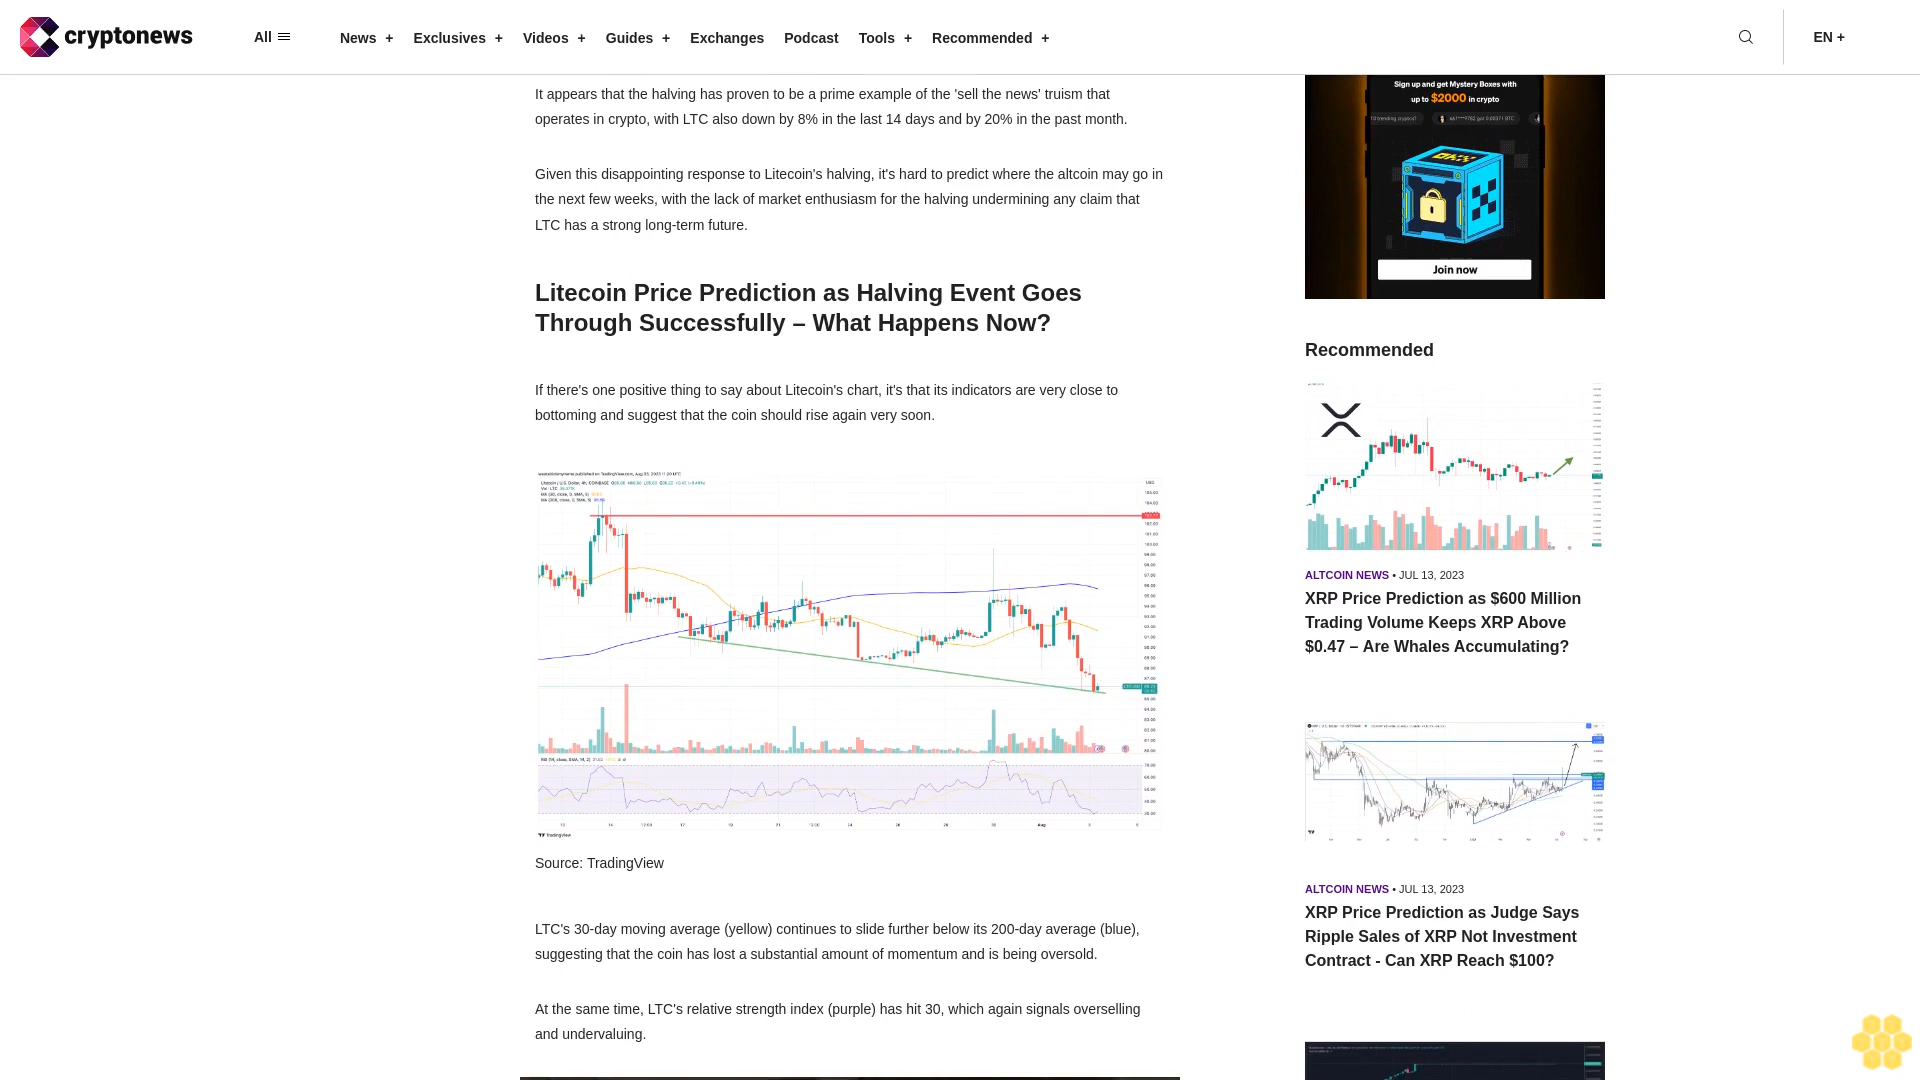 cryptonews
All
News +
Exclusives +
Videos +
Guides +
Exchanges
Podcast
Tools +
Recommended +
EN +
It appears that the halving has proven to be a prime example of the 'sell the news' truism that
operates in crypto, with LTC also down by 8% in the last 14 days and by 20% in the past month.
Given this disappointing response to Litecoin's halving, it's hard to predict where the altcoin may go in
the next few weeks, with the lack of market enthusiasm for the halving undermining any claim that
LTC has a strong long-term future.
Litecoin Price Prediction as Halving Event Goes
Through Successfully – What Happens Now?
If there's one positive thing to say about Litecoin's chart, it's that its indicators are very close to
bottoming and suggest that the coin should rise again very soon.
TradingView
Source: TradingView
LTC's 30-day moving average (yellow) continues to slide further below its 200-day average (blue),
suggesting that the coin has lost a substantial amount of momentum and is being oversold.
At the same time, LTC's relative strength index (purple) has hit 30, which again signals overselling
and undervaluing.
Sign up and get Mystery Boxes with
up to $2000 in crypto
OKX
Join now
Recommended
ALTCOIN NEWS • JUL 13, 2023
XRP Price Prediction as $600 Million
Trading Volume Keeps XRP Above
$0.47 – Are Whales Accumulating?
ALTCOIN NEWS • JUL 13, 2023
XRP Price Prediction as Judge Says
Ripple Sales of XRP Not Investment
Contract - Can XRP Reach $100?